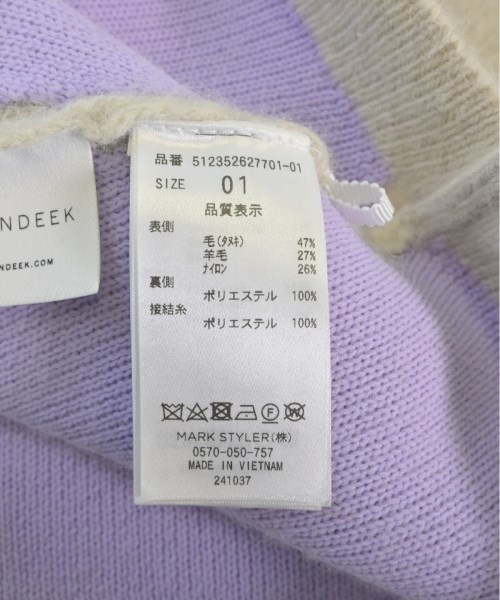 品番 512352627701-01
SIZE 01
品質表示
表側
毛(タヌキ) 47%
羊毛 27%
ナイロン 26%
裏側
ポリエステル 100%
接結糸
ポリエステル 100%
MARK STYLER(株)
0570-050-757
MADE IN VIETNAM
241037
NDEEK
NDEEK.COM